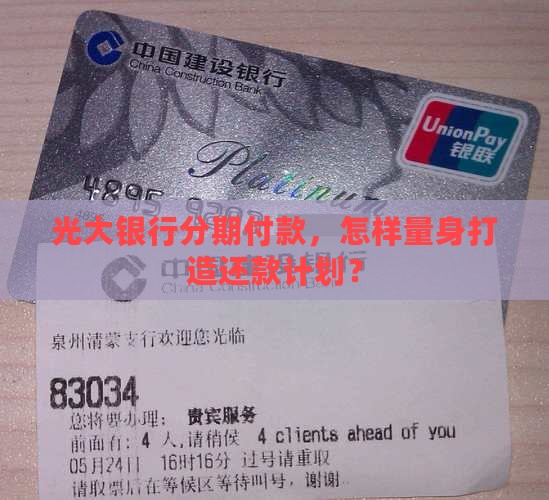 中国建设银行
China Construction Bank
UnionPay
银联
Platinum
4895
光大银行分期付款，怎样量身打
造还款计划？
泉州清蒙支行欢迎您光临
83034
您将要办理： 贵宾服务
前面有： 4 人,请稍侯 4 clients ahead of you
05月24日 16时16分 过号请重取
请取票后在等候区等待叫号，谢谢